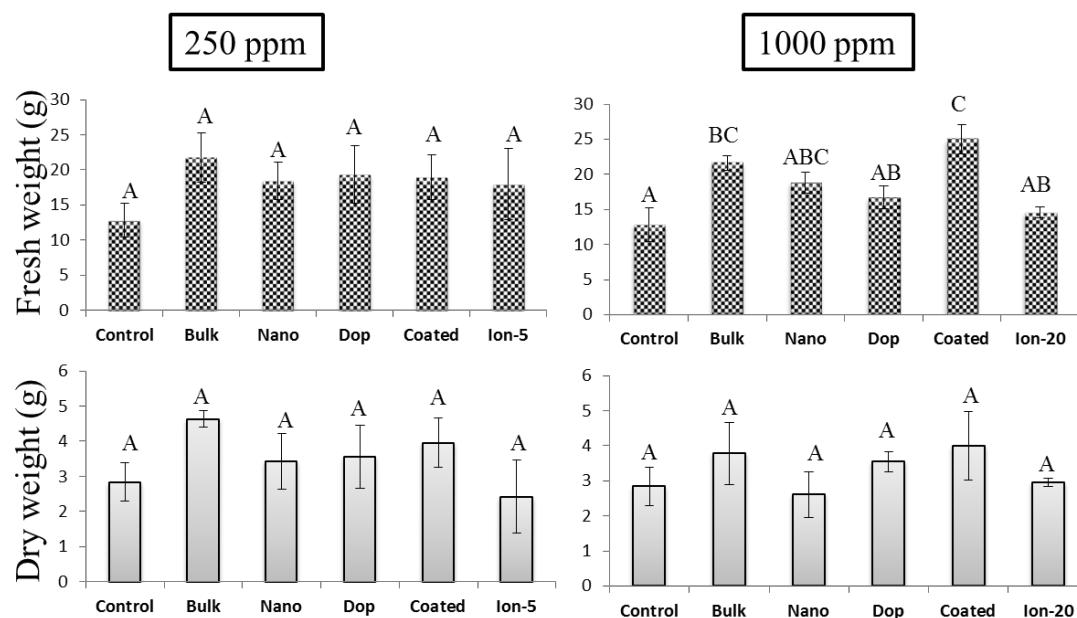 250 ppm
1000 ppm
Fresh weight (g)
30
25
20
15
10
5
0
A
A
A
A
A
A
Control Bulk Nano Dop Coated Ion-5
30
25
20
15
10
5
0
A
BC
ABC
AB
C
AB
Control Bulk Nano Dop Coated Ion-20
Dry weight (g)
6
5
4
3
2
1
0
A
A
A
A
A
A
Control Bulk Nano Dop Coated Ion-5
6
5
4
3
2
1
0
A
A
A
A
A
A
Control Bulk Nano Dop Coated Ion-20